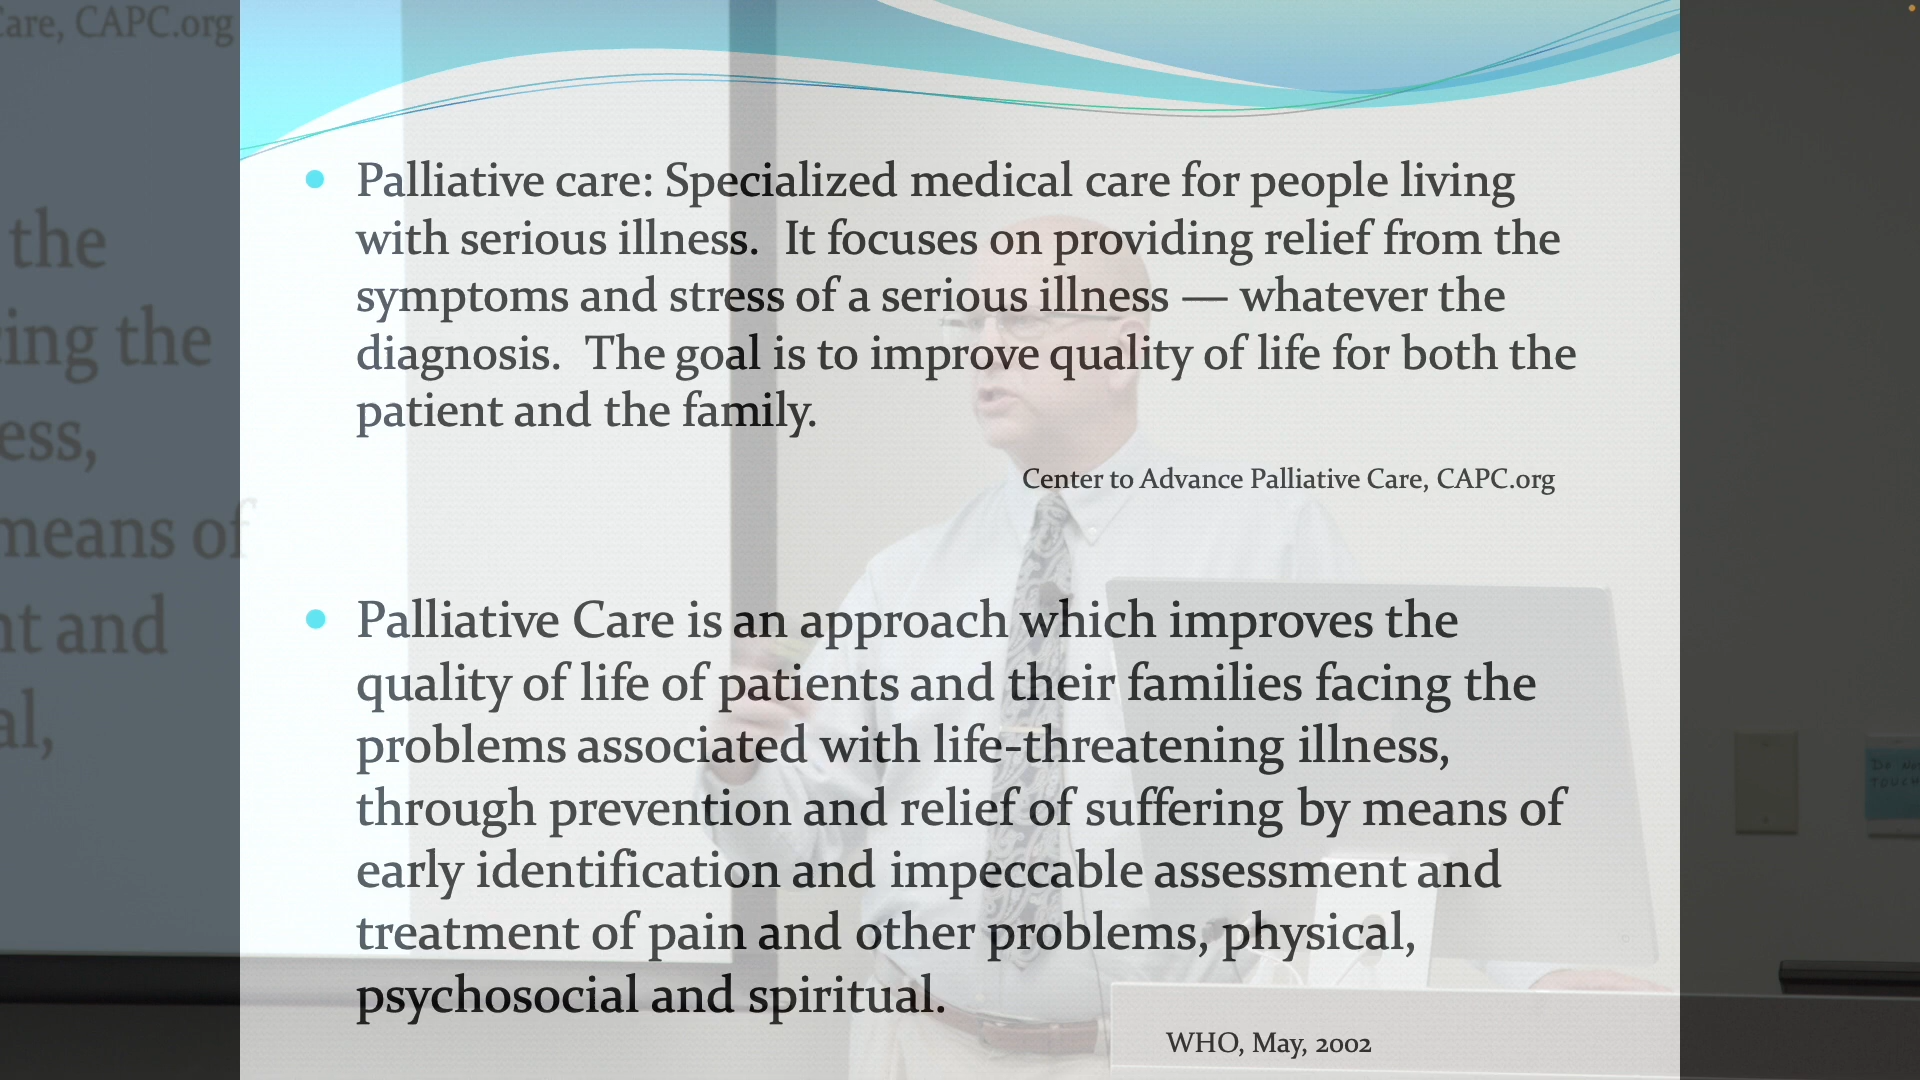 Care, CAPC.org
the
cing the
ess,
means of
nt and
al,
Palliative care: Specialized medical care for people living
with serious illness.  It focuses on providing relief from the
symptoms and stress of a serious illness — whatever the
diagnosis.  The goal is to improve quality of life for both the
patient and the family.
Center to Advance Palliative Care, CAPC.org
Palliative Care is an approach which improves the
quality of life of patients and their families facing the
problems associated with life-threatening illness,
through prevention and relief of suffering by means of
early identification and impeccable assessment and
treatment of pain and other problems, physical,
psychosocial and spiritual.
WHO, May, 2002
DO NO
TOUCH